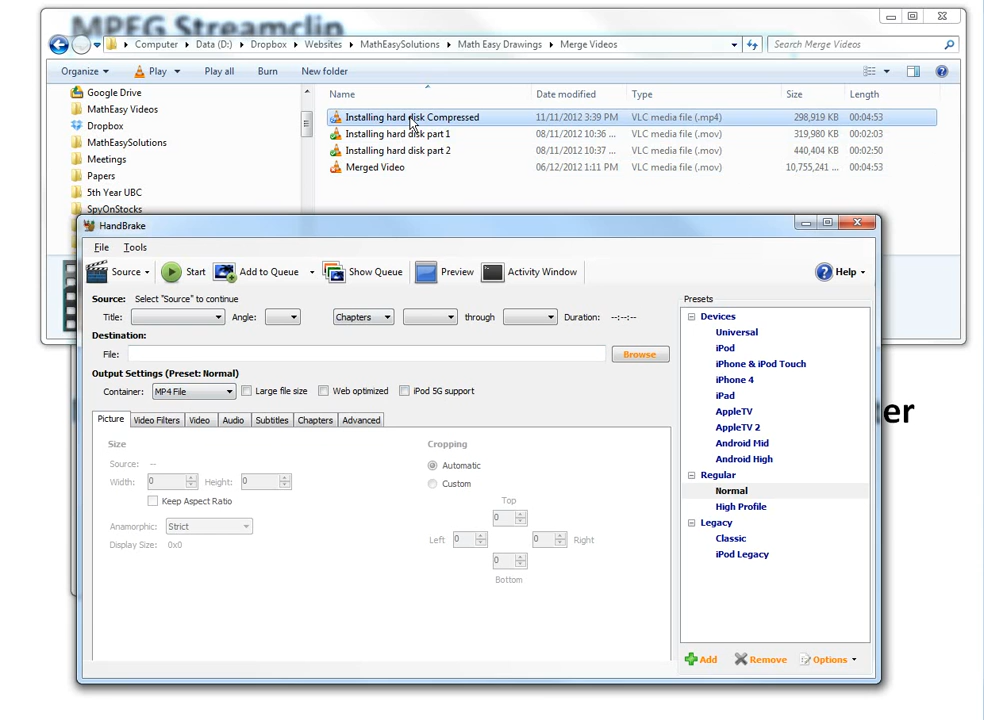 MPEG Streamclip
Computer Data (D:) Dropbox Websites MathEasySolutions Math Easy Drawings Merge Videos Search Merge Videos
Organize Play Play all Burn New folder
Google Drive
MathEasy Videos
Dropbox
MathEasySolutions
Meetings
Papers
5th Year UBC
SpyOnStocks
Name Date modified Type Size Length
Installing hard disk Compressed 11/11/2012 3:39 PM VLC media file (.mp4) 298,919 KB 00:04:53
Installing hard disk part 1 08/11/2012 10:36 ... VLC media file (.mov) 319,980 KB 00:02:03
Installing hard disk part 2 08/11/2012 10:37 ... VLC media file (.mov) 440,404 KB 00:02:50
Merged Video 06/12/2012 1:11 PM VLC media file (.mov) 10,755,241 ... 00:04:53
er
HandBrake
File Tools
Source Start Add to Queue Show Queue Preview Activity Window Help
Source: Select "Source" to continue
Title: Angle: Chapters through Duration: --:--:--
Destination:
File: Browse
Output Settings (Preset: Normal)
Container: MP4 File Large file size Web optimized iPod 5G support
Picture Video Filters Video Audio Subtitles Chapters Advanced
Size
Source: --
Width: 0 Height: 0
Keep Aspect Ratio
Anamorphic: Strict
Display Size: 0x0
Cropping
Automatic
Custom
Top
0
Left 0 0 Right
0
Bottom
Presets
Devices
Universal
iPod
iPhone & iPod Touch
iPhone 4
iPad
AppleTV
AppleTV 2
Android Mid
Android High
Regular
Normal
High Profile
Legacy
Classic
iPod Legacy
Add Remove Options